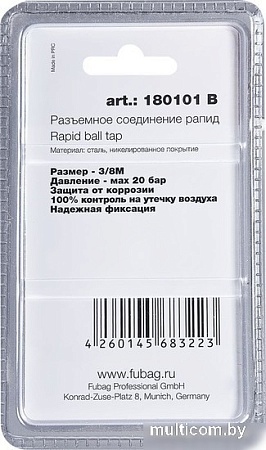 Made in PRC
art.: 180101 B
Разъемное соединение рапид
Rapid ball tap
Материал: сталь, никелированное покрытие
Размер - 3/8М
Давление - мах 20 бар
Защита от коррозии
100% контроль на утечку воздуха
Надежная фиксация
4 260145 683223
www.fubag.ru
Fubag Professional GmbH
Konrad-Zuse-Platz 8, Munich, Germany
multicom.by